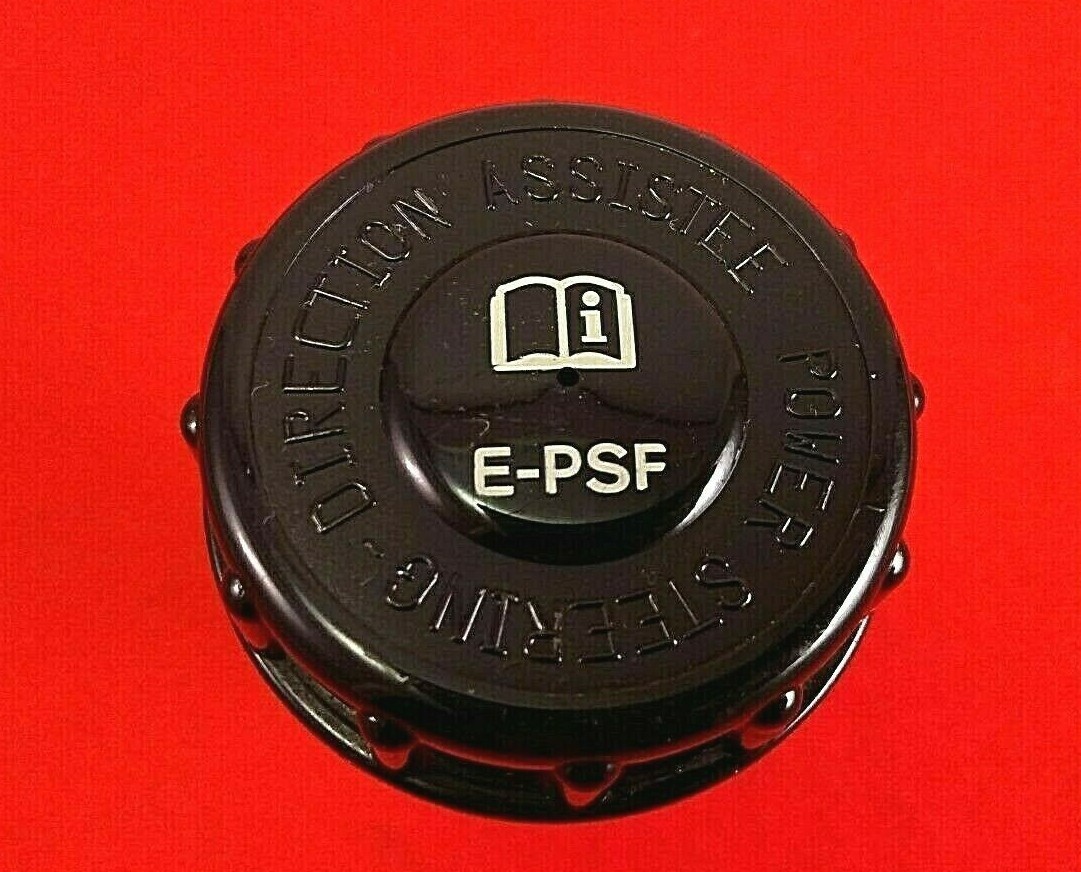 DIRECTION ASSISTEE
POWER STEERING -
i
E-PSF